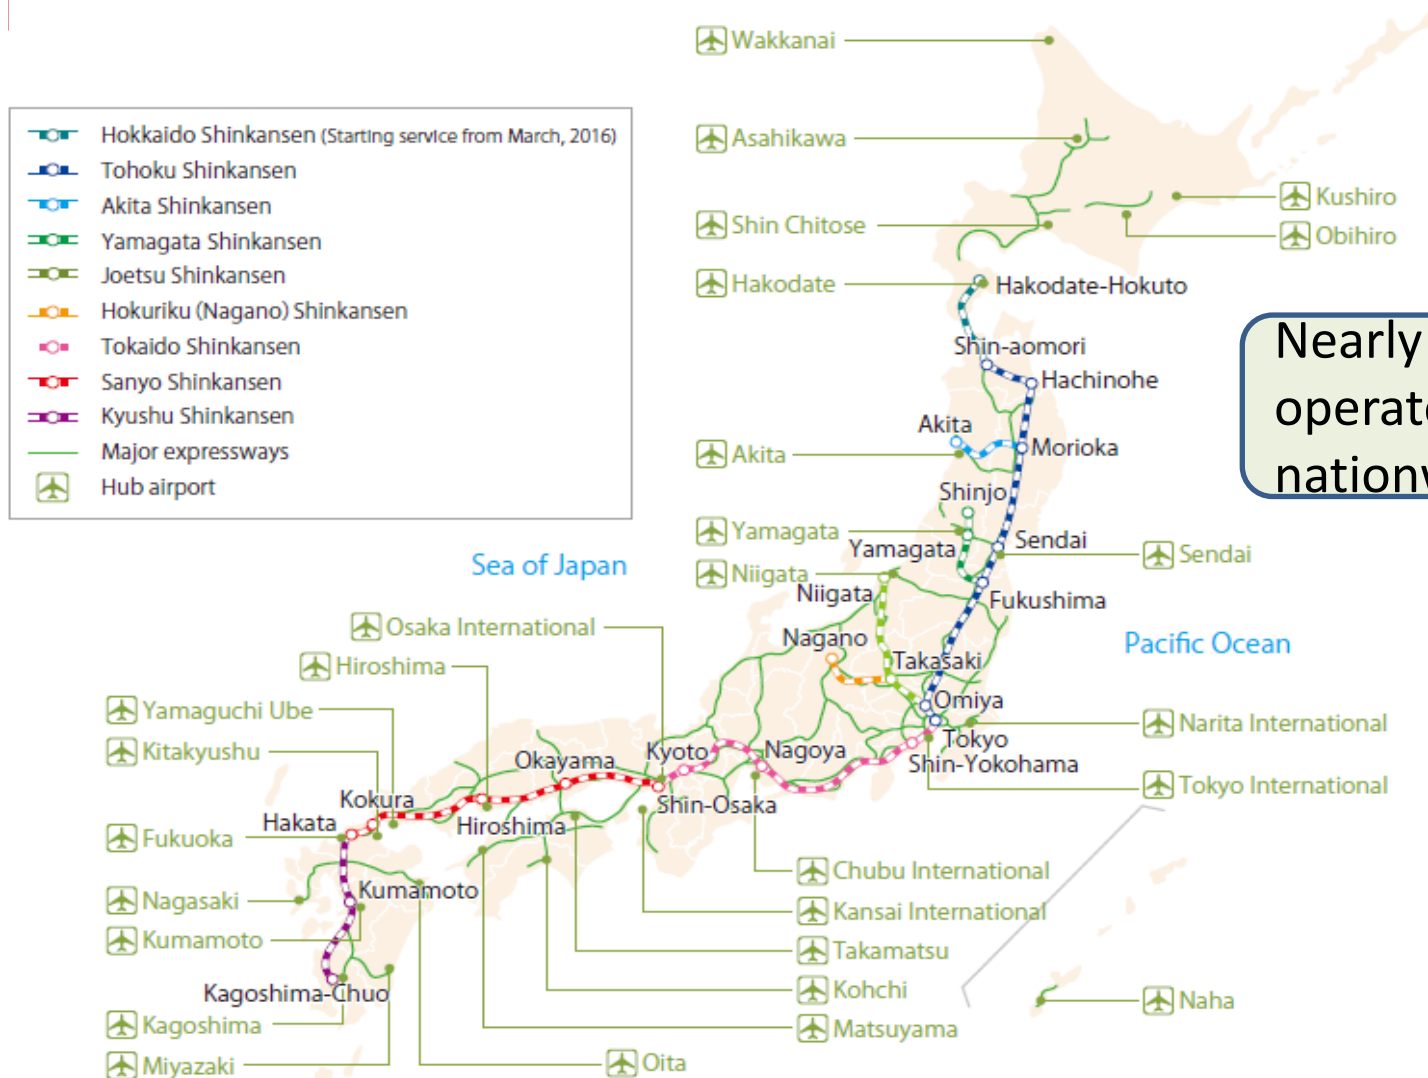 Hokkaido Shinkansen (Starting service from March, 2016)
Tohoku Shinkansen
Akita Shinkansen
Yamagata Shinkansen
Joetsu Shinkansen
Hokuriku (Nagano) Shinkansen
Tokaido Shinkansen
Sanyo Shinkansen
Kyushu Shinkansen
Major expressways
Hub airport
Wakkanai
Asahikawa
Kushiro
Shin Chitose
Obihiro
Hakodate
Hakodate-Hokuto
Nearly
operate
nationw
Shin-aomori
Hachinohe
Akita
Morioka
Akita
Shinjo
Yamagata
Yamagata
Sendai
Sendai
Sea of Japan
Niigata
Niigata
Fukushima
Osaka International
Nagano
Pacific Ocean
Hiroshima
Takasaki
Yamaguchi Ube
Omiya
Narita International
Kitakyushu
Okayama
Kyoto
Nagoya
Tokyo
Shin-Yokohama
Tokyo International
Kokura
Shin-Osaka
Hakata
Hiroshima
Fukuoka
Chubu International
Kumamoto
Nagasaki
Kansai International
Kumamoto
Takamatsu
Kagoshima-Chuo
Kohchi
Naha
Kagoshima
Matsuyama
Miyazaki
Oita